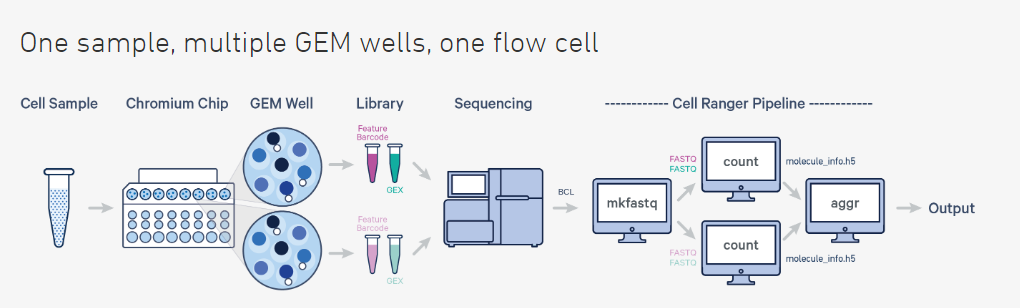 One sample, multiple GEM wells, one flow cell
Cell Sample
Chromium Chip
GEM Well
Library
Sequencing
------------ Cell Ranger Pipeline ------------
Feature
Barcode
GEX
Feature
Barcode
GEX
BCL
mkfastq
FASTQ
FASTQ
count
molecule_info.h5
FASTQ
FASTQ
count
molecule_info.h5
aggr
Output